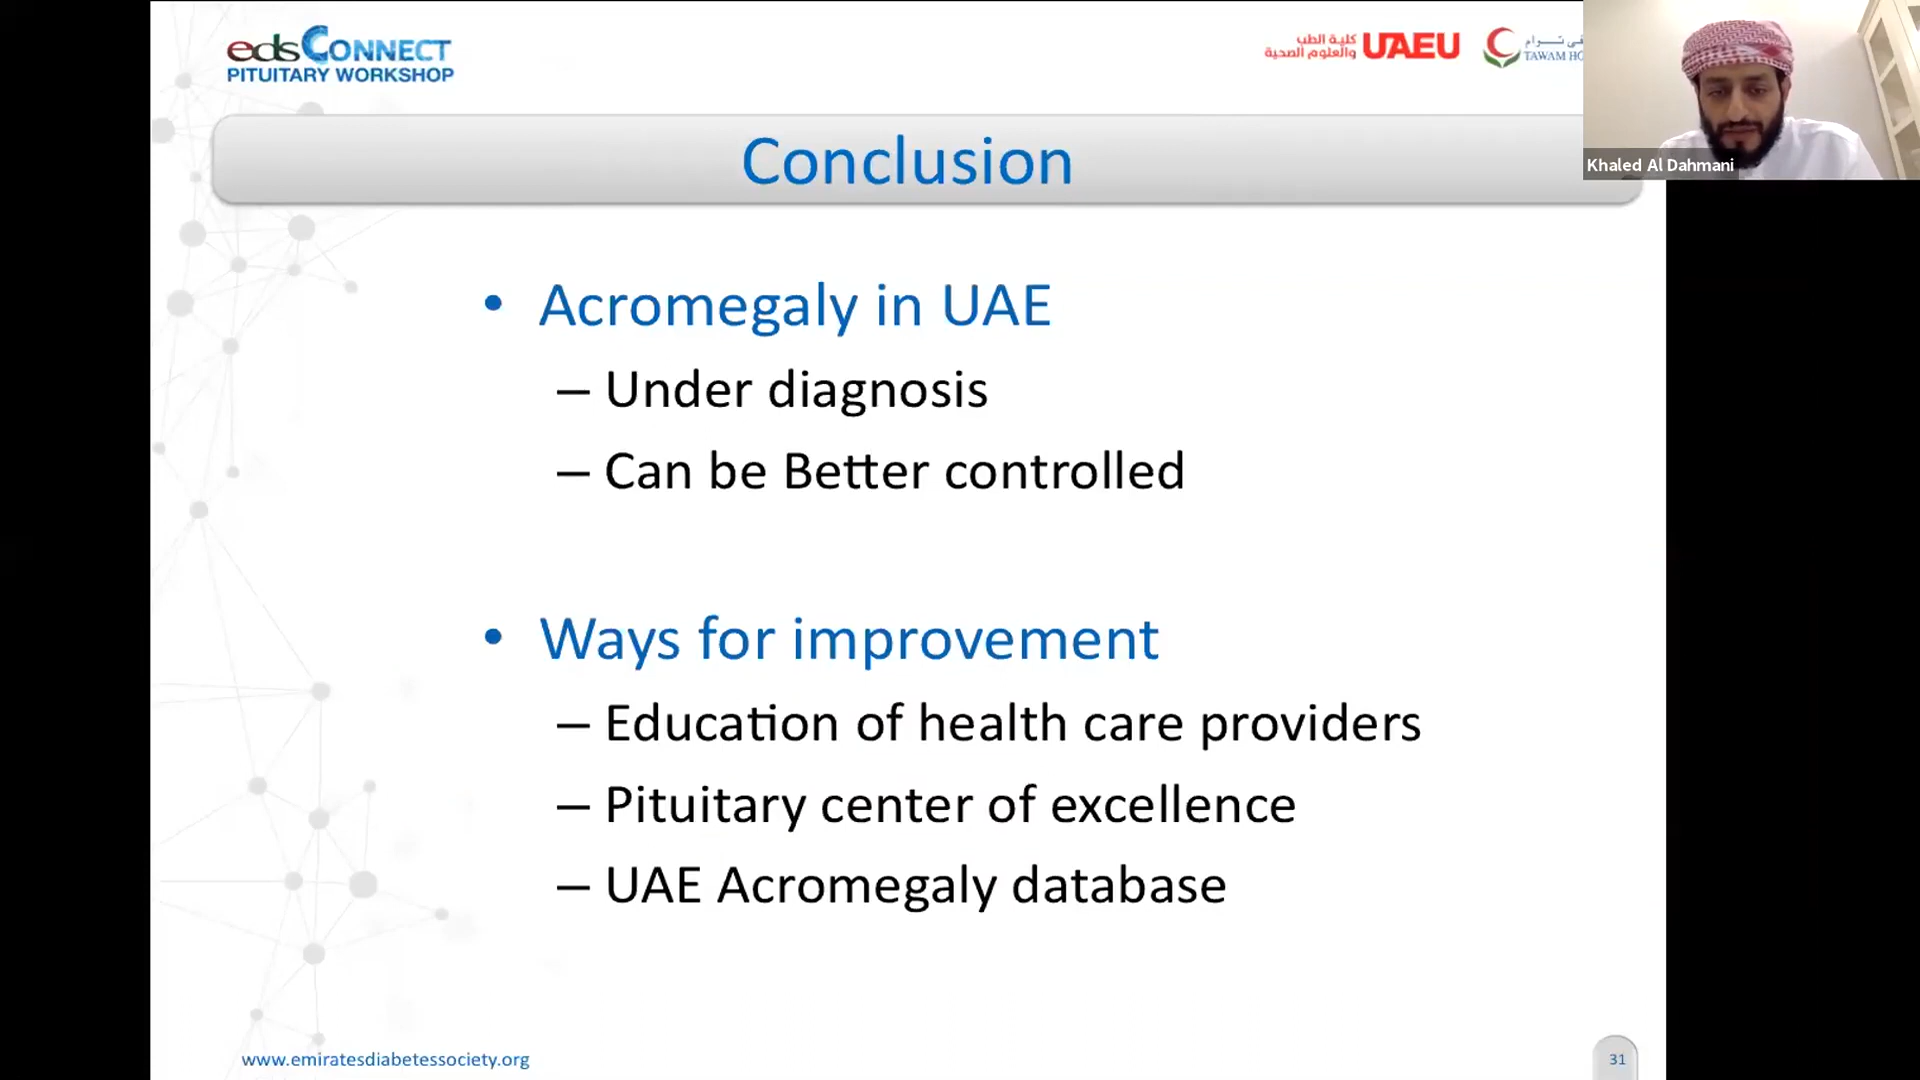 edsCONNECT
PITUITARY WORKSHOP
كلية الطب
والعلوم الصحية
UAEU
TAWAM
Khaled Al Dahmani
Conclusion
• Acromegaly in UAE
– Under diagnosis
– Can be Better controlled
• Ways for improvement
– Education of health care providers
– Pituitary center of excellence
– UAE Acromegaly database
www.emiratesdiabetessociety.org
31